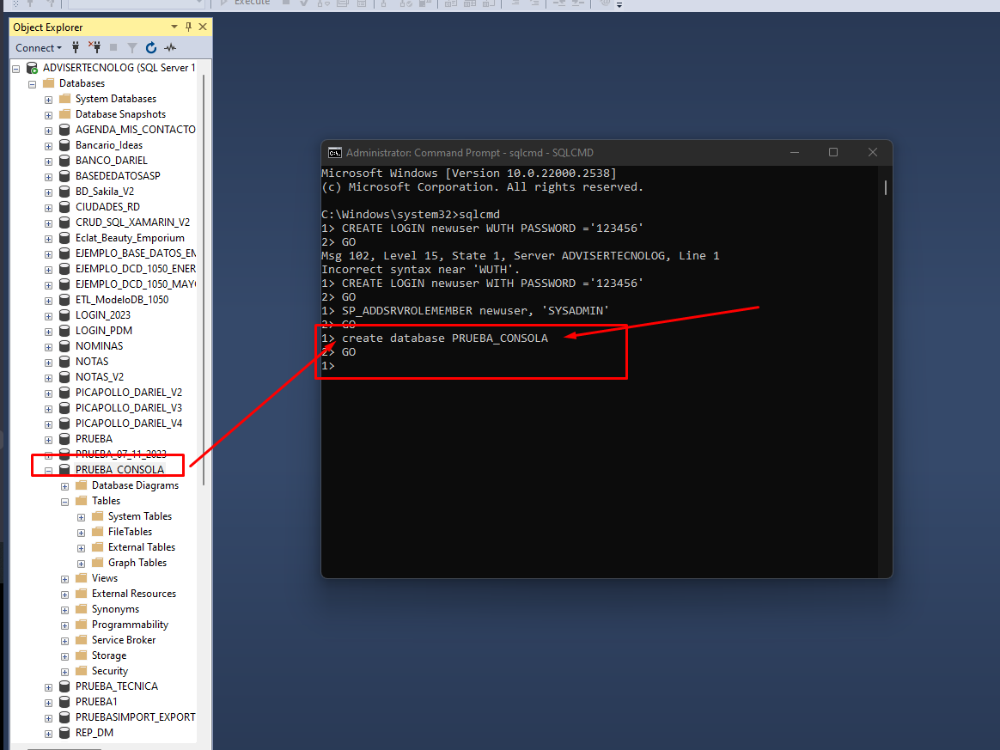 Execute
Object Explorer
Connect
ADVISERTECNOLOG (SQL Server 1
Databases
System Databases
Database Snapshots
AGENDA_MIS_CONTACTO
Bancario_Ideas
BANCO_DARIEL
BASEDEDATOSASP
BD_Sakila_V2
CIUDADES_RD
CRUD_SQL_XAMARIN_V2
Eclat_Beauty_Emporium
EJEMPLO_BASE_DATOS_EN
EJEMPLO_DCD_1050_ENER
EJEMPLO_DCD_1050_MAYO
ETL_ModeloDB_1050
LOGIN_2023
LOGIN_PDM
NOMINAS
NOTAS
NOTAS_V2
PICAPOLLO_DARIEL_V2
PICAPOLLO_DARIEL_V3
PICAPOLLO_DARIEL_V4
PRUEBA
PRUEBA_07_11_2023
PRUEBA_CONSOLA
Database Diagrams
Tables
System Tables
FileTables
External Tables
Graph Tables
Views
External Resources
Synonyms
Programmability
Service Broker
Storage
Security
PRUEBA_TECNICA
PRUEBA1
PRUEBASIMPORT_EXPORT
REP_DM
Administrator: Command Prompt - sqlcmd - SQLCMD
Microsoft Windows [Version 10.0.22000.2538]
(c) Microsoft Corporation. All rights reserved.
C:\Windows\system32>sqlcmd
1> CREATE LOGIN newuser WUTH PASSWORD ='123456'
2> GO
Msg 102, Level 15, State 1, Server ADVISERTECNOLOG, Line 1
Incorrect syntax near 'WUTH'.
1> CREATE LOGIN newuser WITH PASSWORD ='123456'
2> GO
1> SP_ADDSRVROLEMEMBER newuser, 'SYSADMIN'
2> GO
1> create database PRUEBA_CONSOLA
2> GO
1>